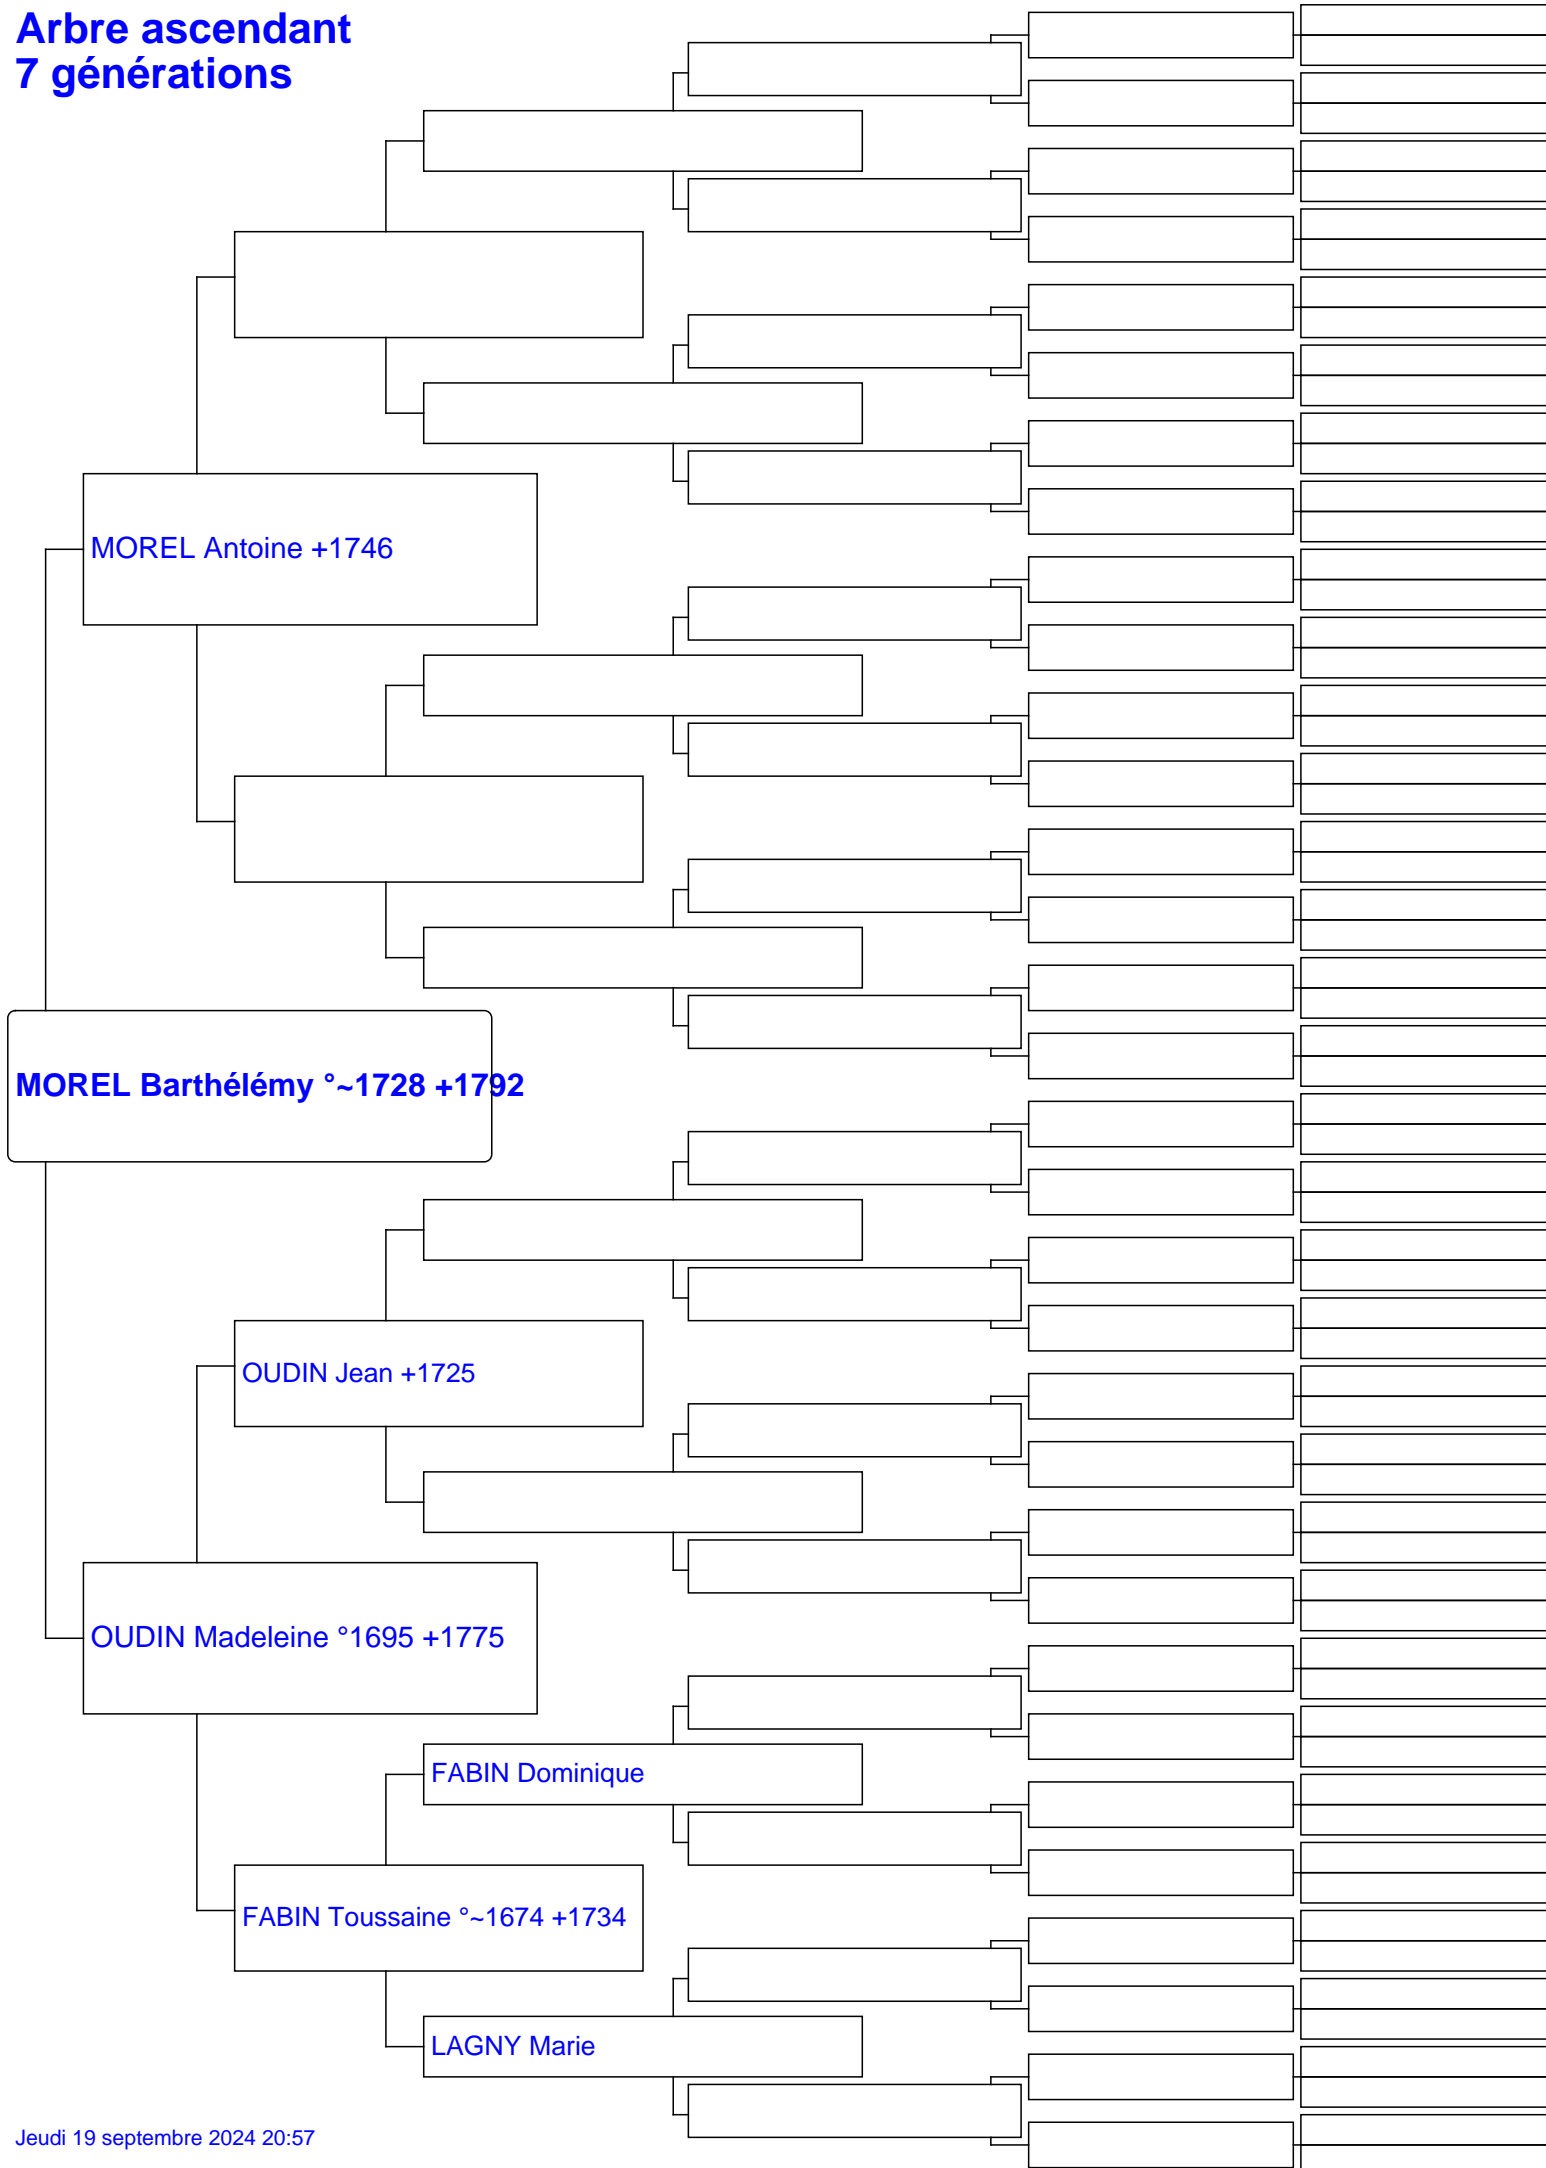 Arbre ascendant
7 générations
MOREL Antoine +1746
MOREL Barthélémy °~1728 +1792
OUDIN Jean +1725
OUDIN Madeleine °1695 +1775
FABIN Dominique
FABIN Toussaine °~1674 +1734
LAGNY Marie
Jeudi 19 septembre 2024 20:57